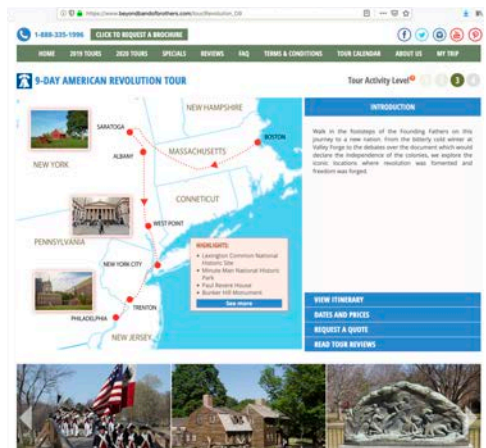 https://www.beyondbandofbrothers.com/tour/Revolution_DB
1-888-335-1996 CLICK TO REQUEST A BROCHURE
HOME 2019 TOURS 2020 TOURS SPECIALS REVIEWS FAQ TERMS & CONDITIONS TOUR CALENDAR ABOUT US MY TRIP
9-DAY AMERICAN REVOLUTION TOUR
Tour Activity Level 1 2 3 4
INTRODUCTION
Walk in the footsteps of the Founding Fathers on this
journey to a new nation. From the bitterly cold winter at
Valley Forge to the debates over the document which would
declare the independence of the colonies, we explore the
iconic locations where revolution was fomented and
freedom was forged.
NEW HAMPSHIRE
SARATOGA
BOSTON
ALBANY
MASSACHUSETTS
NEW YORK
CONNETICUT
WEST POINT
PENNSYLVANIA
NEW YORK CITY
TRENTON
PHILADELPHIA
NEW JERSEY
HIGHLIGHTS:
Lexington Common National
Historic Site
Minute Man National Historic
Park
Paul Revere House
Bunker Hill Monument
See more
VIEW ITINERARY
DATES AND PRICES
REQUEST A QUOTE
READ TOUR REVIEWS